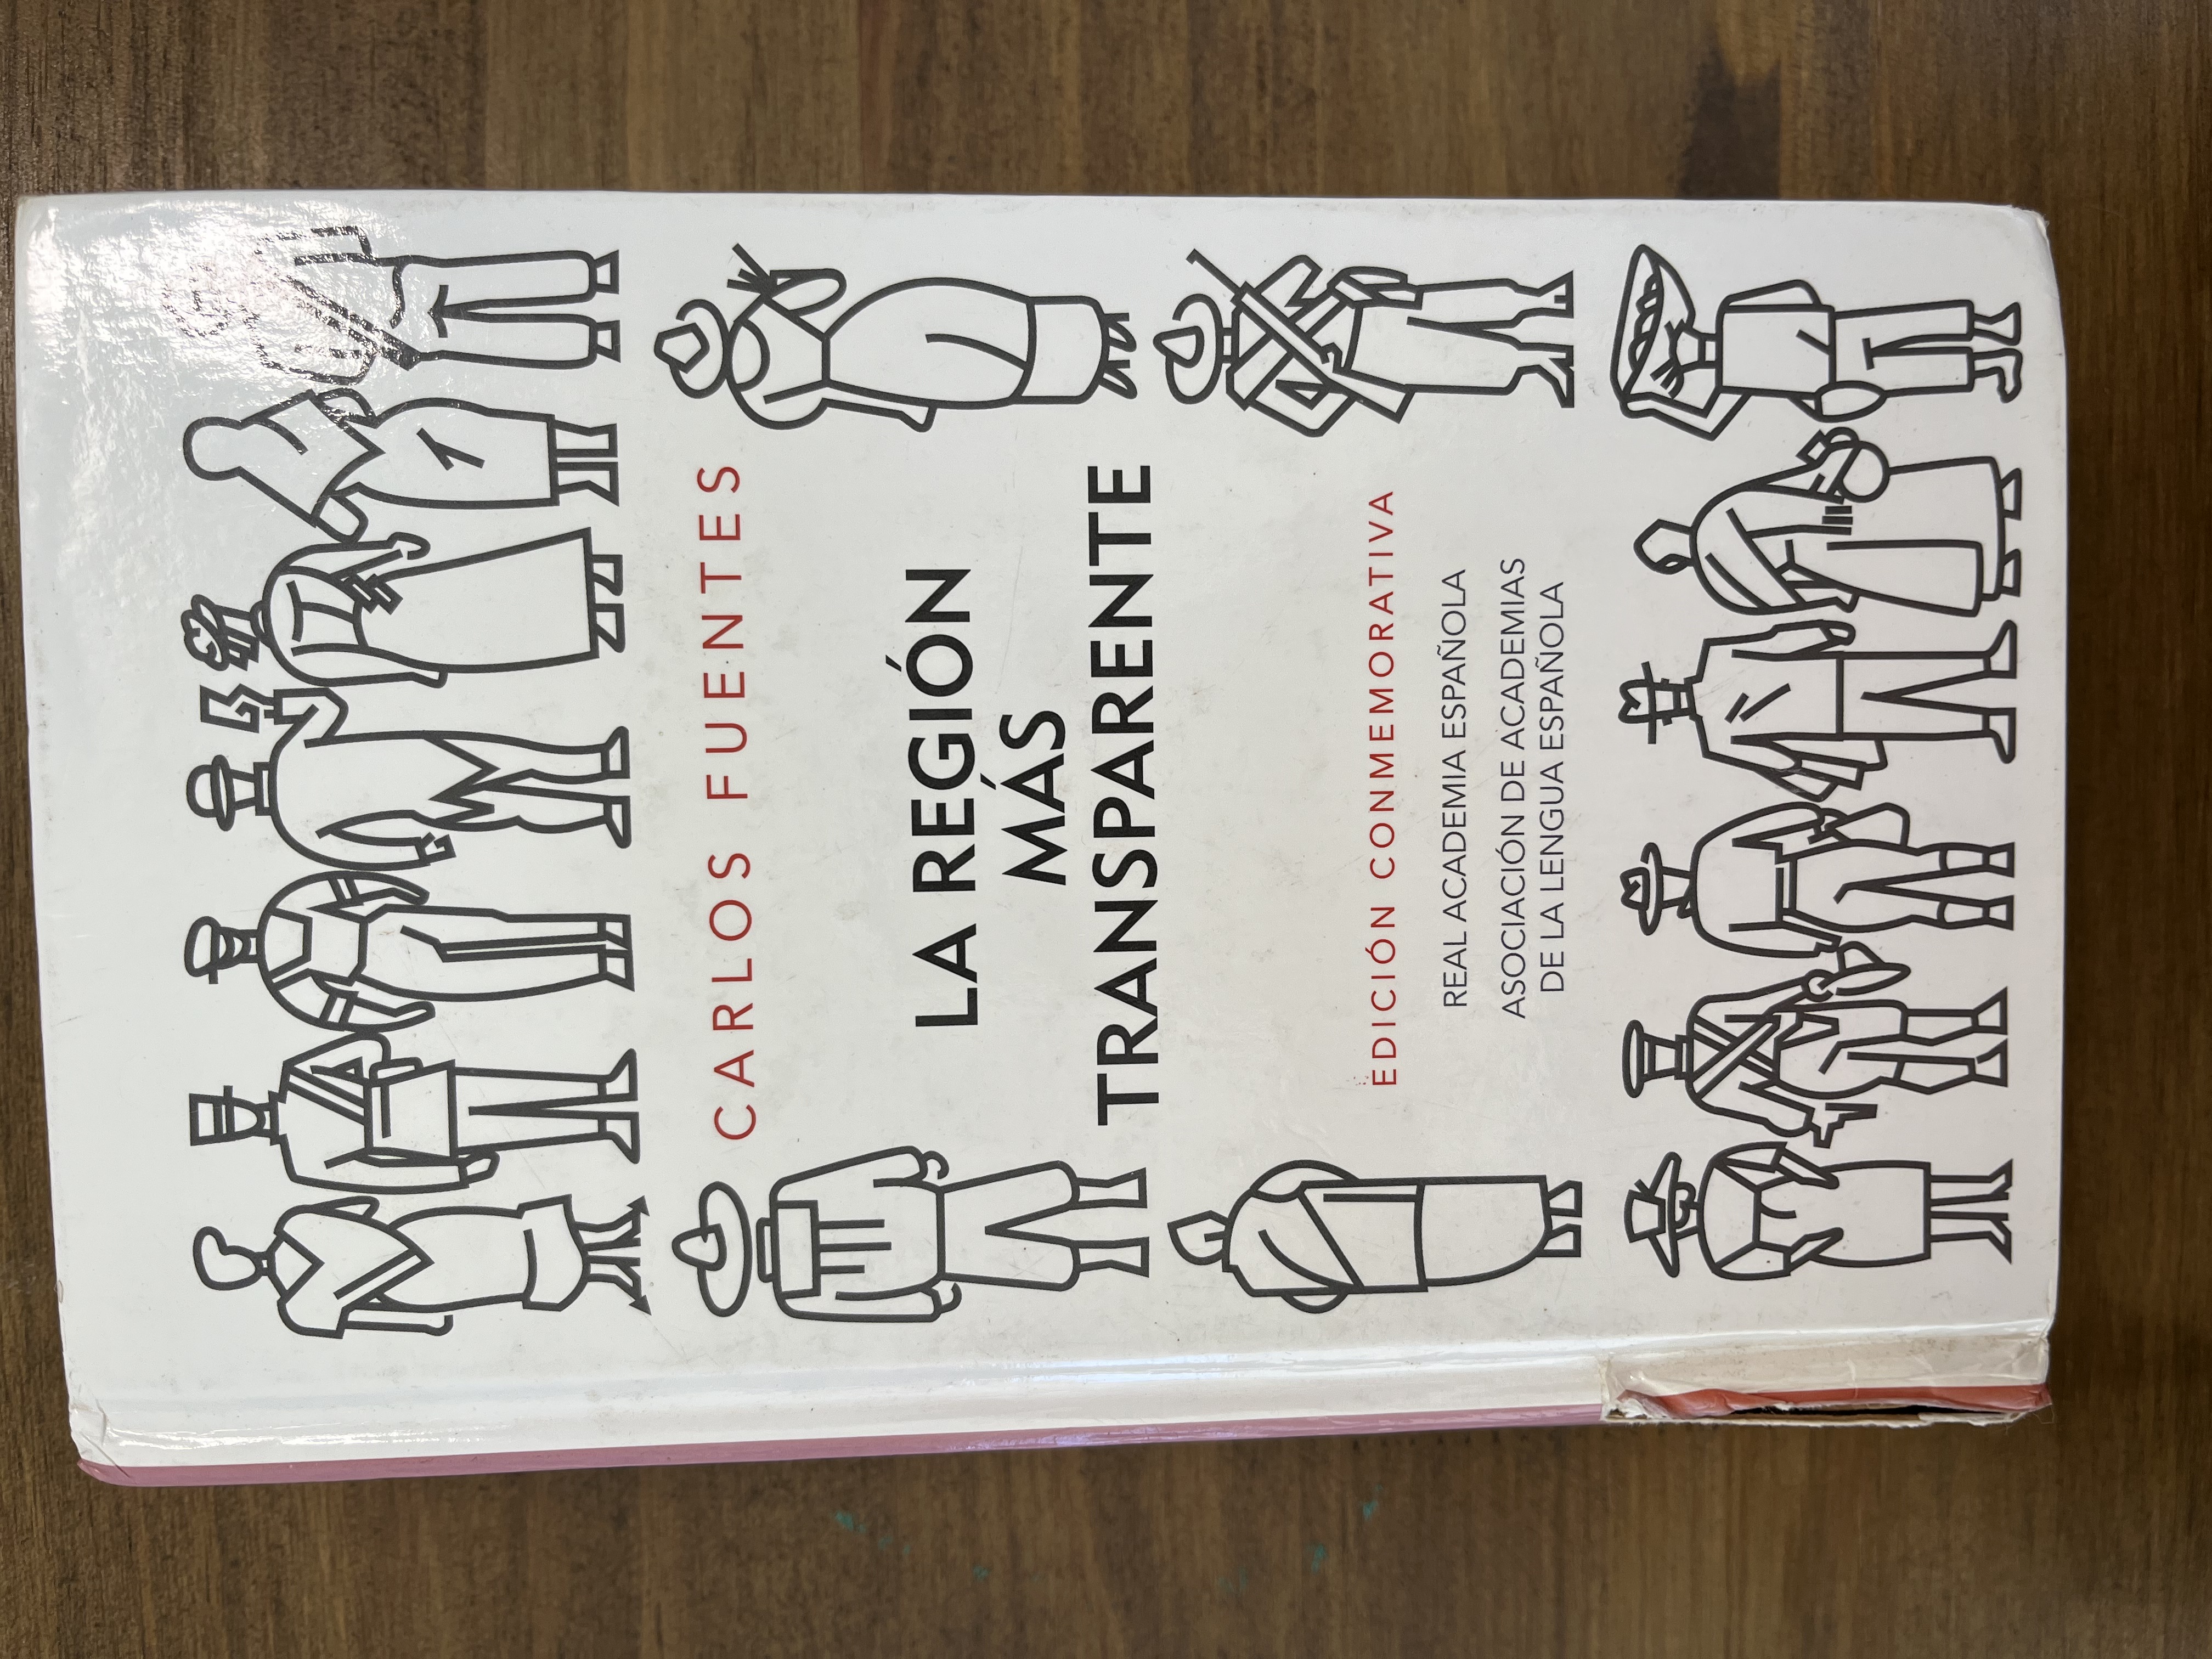 CARLOS FUENTES
LA REGIÓN
MÁS
TRANSPARENTE
EDICIÓN CONMEMORATIVA
REAL ACADEMIA ESPAÑOLA
ASOCIACIÓN DE ACADEMIAS
DE LA LENGUA ESPAÑOLA